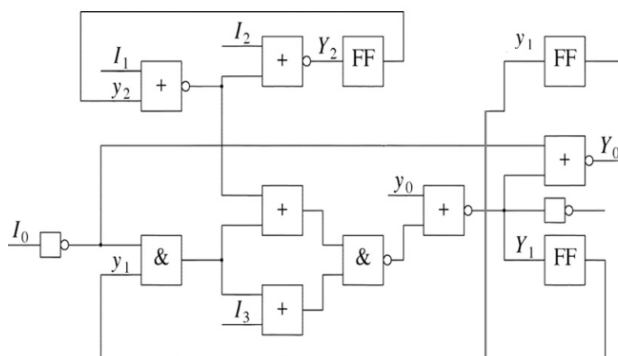 I₂ Y₂ FF y₁ FF
I₁ +
y₂ +
+ Y₀
y₀
I₀ + +
y₁ & & Y₁ FF
I₃ +